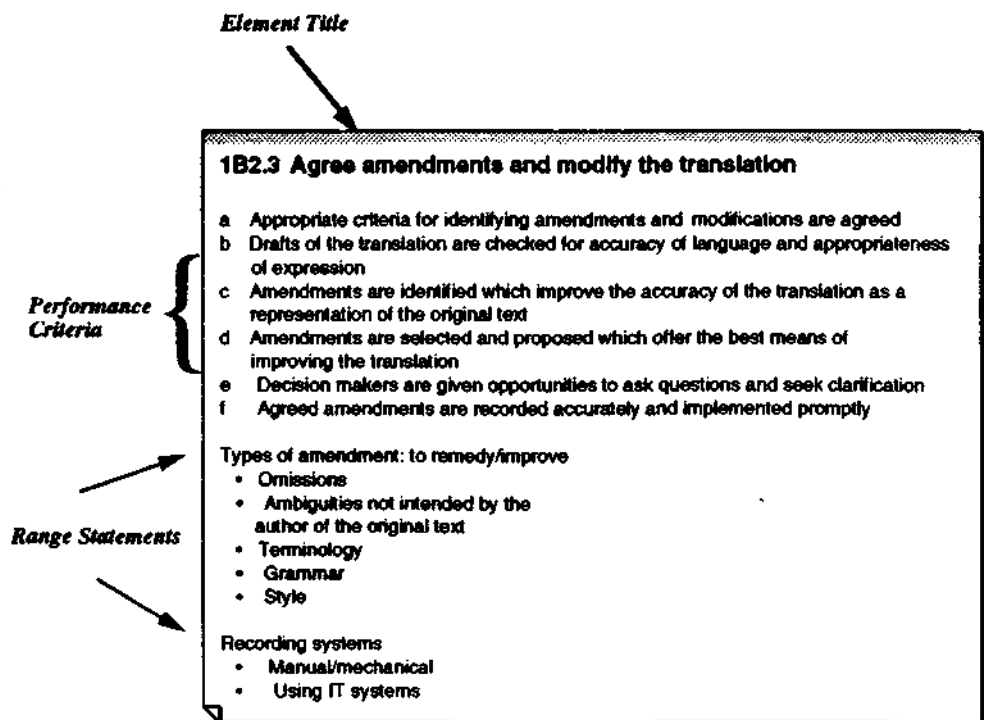 Element Title
1B2.3 Agree amendments and modify the translation
a Appropriate criteria for identifying amendments and modifications are agreed
b Drafts of the translation are checked for accuracy of language and appropriateness
of expression
Performance
Criteria
c Amendments are identified which improve the accuracy of the translation as a
representation of the original text
d Amendments are selected and proposed which offer the best means of
improving the translation
e Decision makers are given opportunities to ask questions and seek clarification
f Agreed amendments are recorded accurately and implemented promptly
Range Statements
Types of amendment: to remedy/improve
• Omissions
• Ambiguities not intended by the
author of the original text
• Terminology
• Grammar
• Style
Recording systems
• Manual/mechanical
• Using IT systems